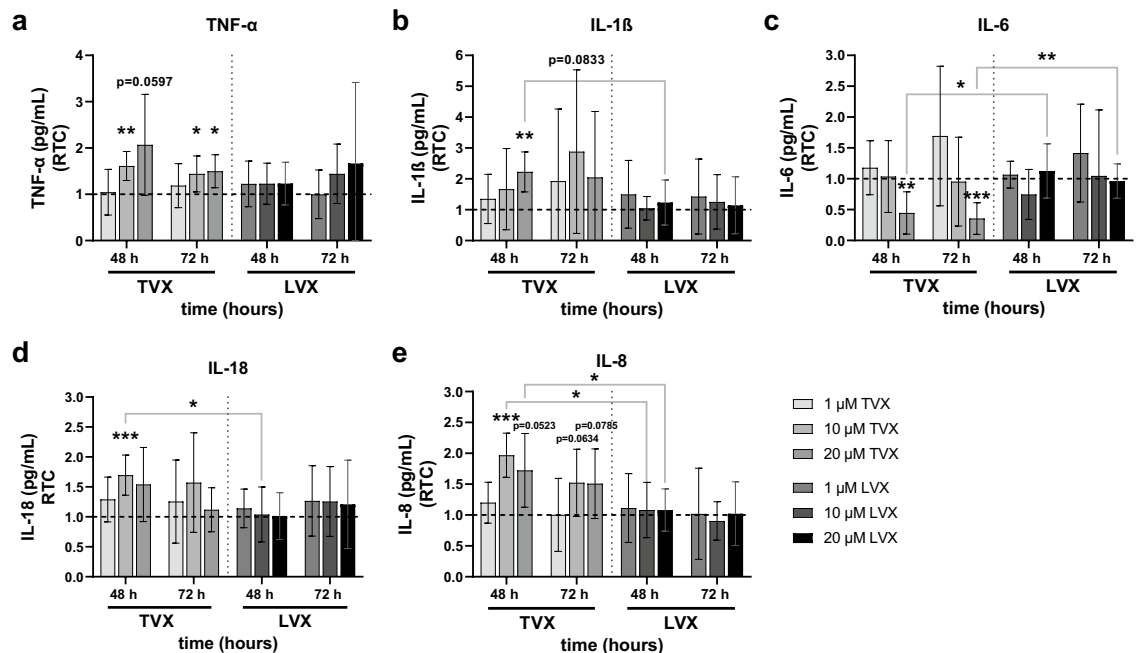 a
TNF-α
TNF-α (pg/mL)
(RTC)
4
3
2
1
0
p=0.0597
**
*
*
48 h
72 h
48 h
72 h
TVX
LVX
time (hours)
b
IL-1ß
IL-1ß (pg/mL)
(RTC)
6
5
4
3
2
1
0
p=0.0833
**
48 h
72 h
48 h
72 h
TVX
LVX
time (hours)
c
IL-6
IL-6 (pg/mL)
(RTC)
3.0
2.5
2.0
1.5
1.0
0.5
0.0
**
*
**
***
48 h
72 h
48 h
72 h
TVX
LVX
time (hours)
d
IL-18
IL-18 (pg/mL)
RTC)
3.0
2.5
2.0
1.5
1.0
0.5
0.0
*
***
48 h
72 h
48 h
72 h
TVX
LVX
time (hours)
e
IL-8
IL-8 (pg/mL)
(RTC)
3.0
2.5
2.0
1.5
1.0
0.5
0.0
*
*
***
p=0.0523
p=0.0785
p=0.0634
48 h
72 h
48 h
72 h
TVX
LVX
time (hours)
1 µM TVX
10 µM TVX
20 µM TVX
1 µM LVX
10 µM LVX
20 µM LVX